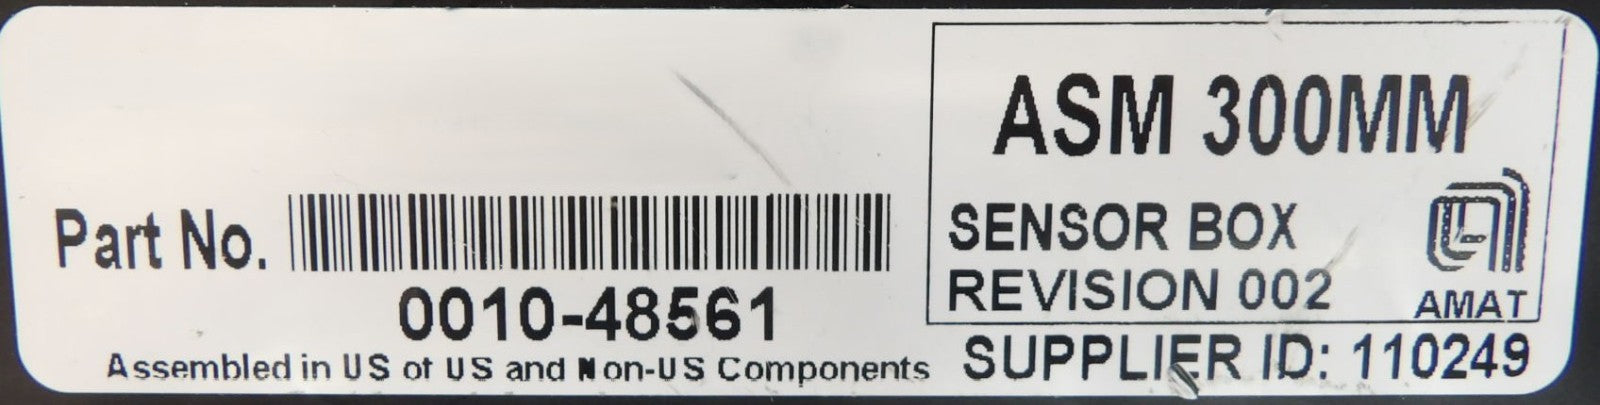 Part No.
0010-48561
Assembled in US of US and Non-US Components
ASM 300MM
SENSOR BOX
REVISION 002
AMAT
SUPPLIER ID: 110249